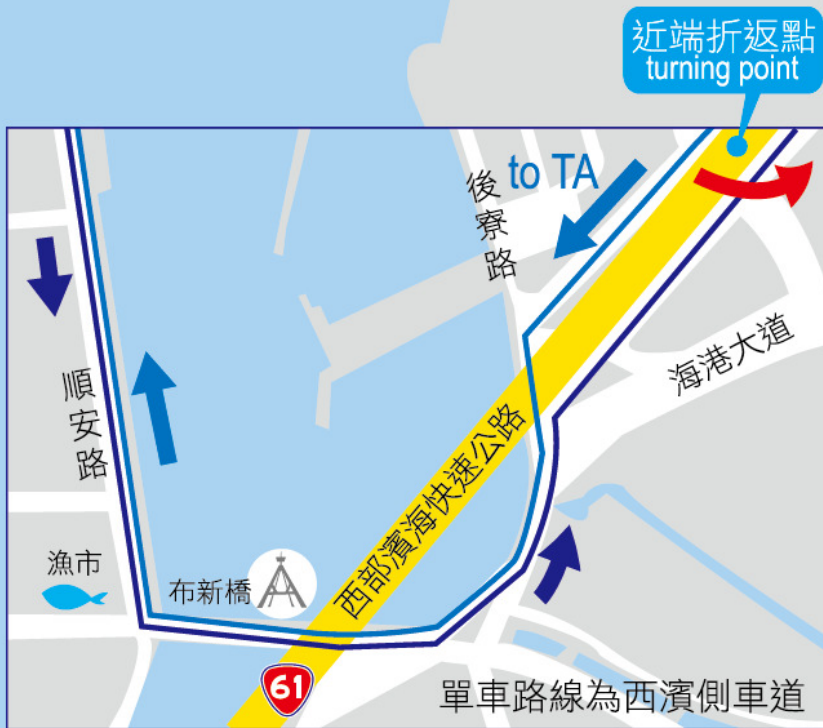 近端折返點
turning point
to TA
後寮路
海港大道
順安路
西部濱海快速公路
漁市
布新橋
61
單車路線為西濱側車道